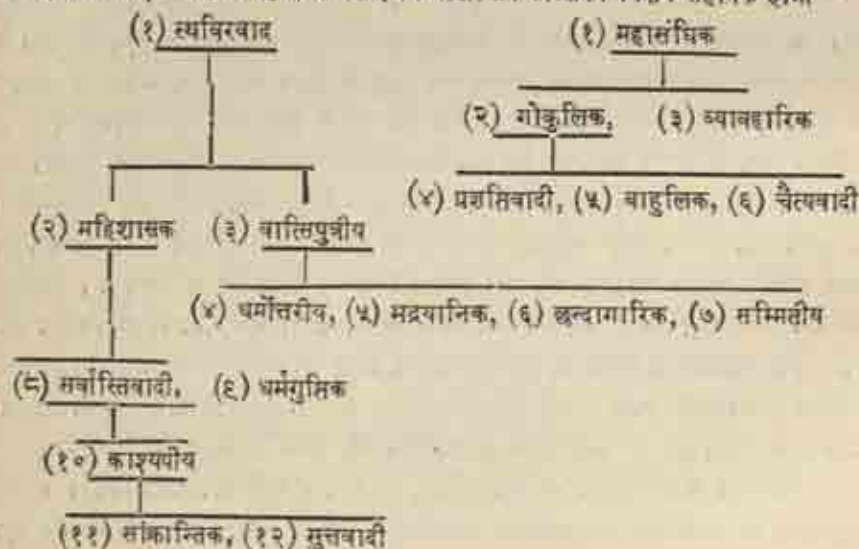 (१) स्थविरवाद (१) महासंघिक
(२) गोकुलिक, (३) व्यावहारिक
(४) प्रज्ञप्तिवादी, (५) बाहुलिक, (६) चैत्यवादी
(२) महिशासक (३) वात्सिपुत्रीय
(४) धर्मोत्तरीय, (५) भद्रयानिक, (६) छन्दागारिक, (७) सम्मितीय
(८) सर्वास्तिवादी, (९) धर्मगुप्तिक
(१०) काश्यपीय
(११) सांक्रान्तिक, (१२) सुत्तवादी